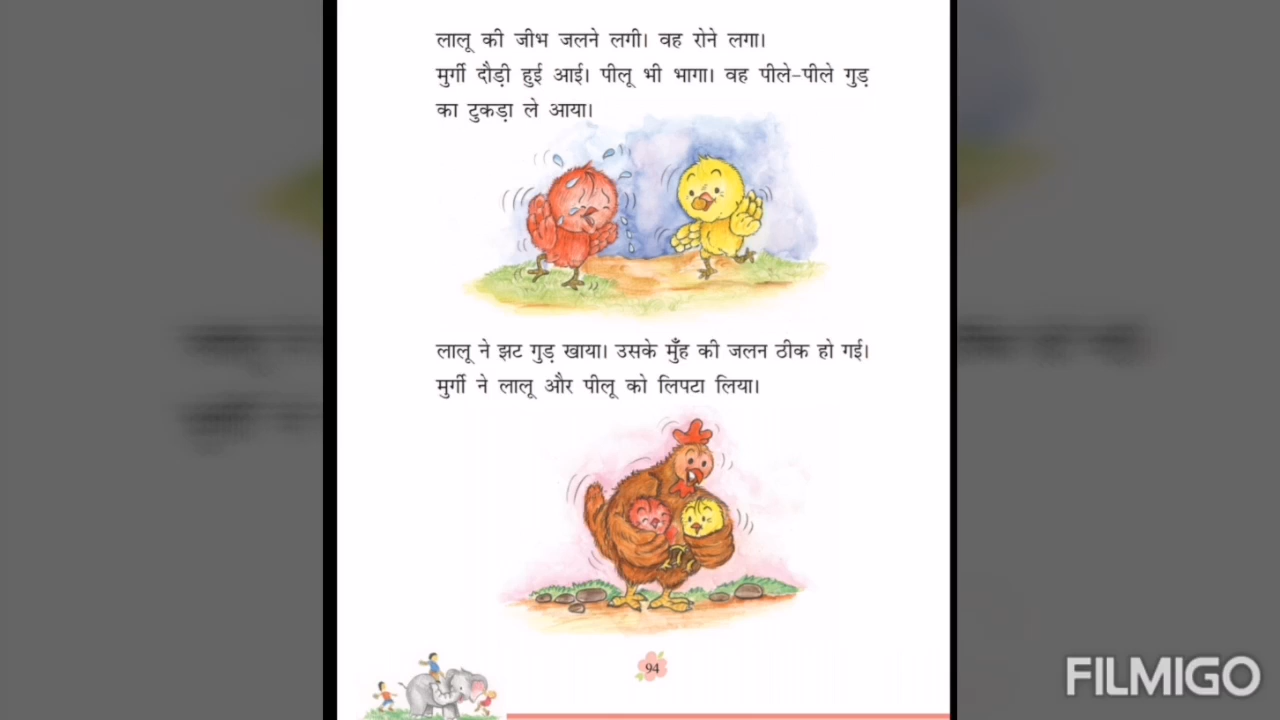 लालू की जीभ जलने लगी। वह रोने लगा।
मुर्गी दौड़ी हुई आई। पीलू भी भागा। वह पीले-पीले गुड़
का टुकड़ा ले आया।
लालू ने झट गुड़ खाया। उसके मुँह की जलन ठीक हो गई।
मुर्गी ने लालू और पीलू को लिपटा लिया।
94
FILMIGO